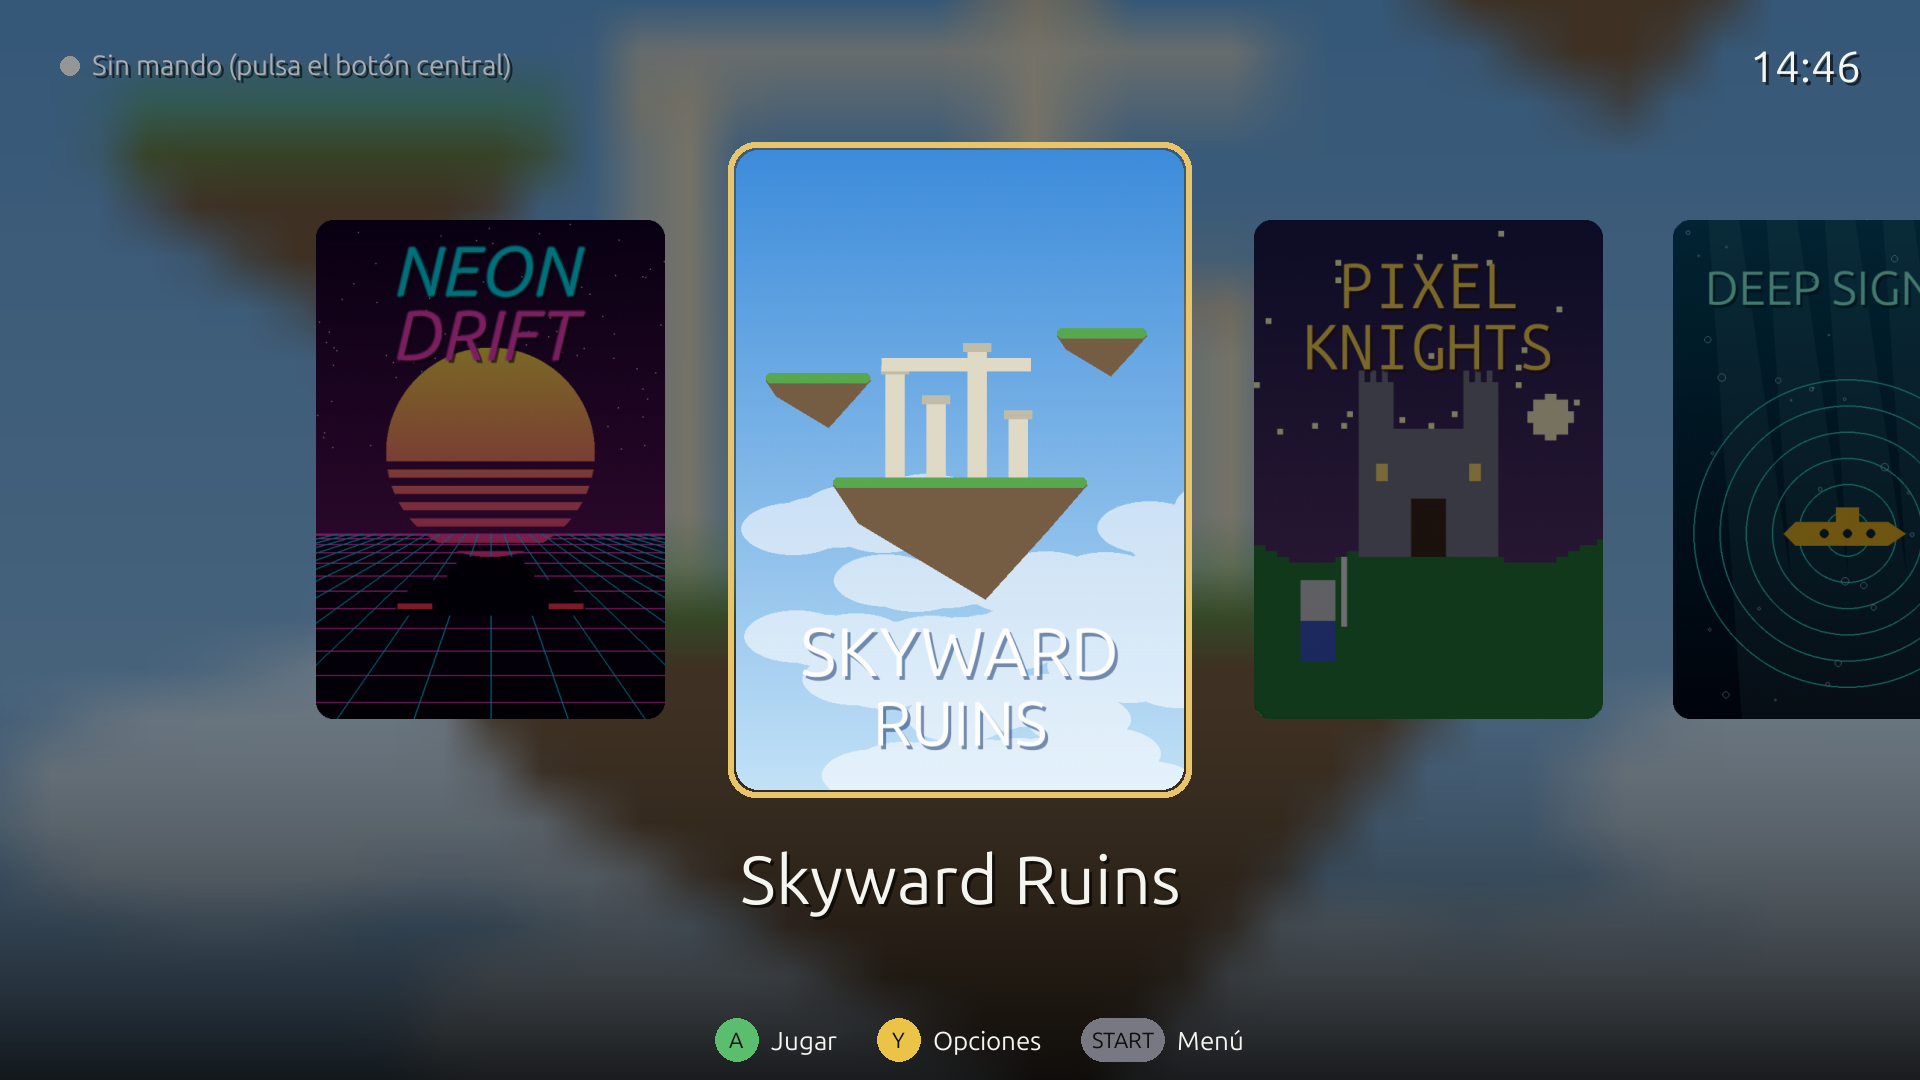 Sin mando (pulsa el botón central)
14:46
NEON
DRIFT
SKYWARD
RUINS
PIXEL
KNIGHTS
DEEP SIGN
Skyward Ruins
A Jugar
Y Opciones
START Menú